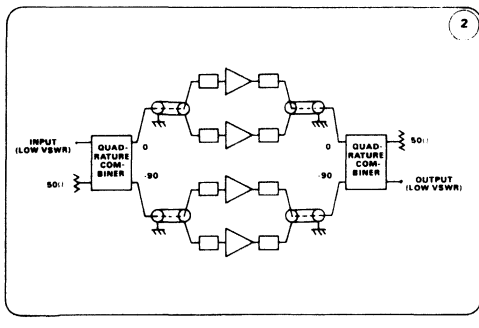 2
INPUT
(LOW VSWR)
50Ω
QUAD-
RATURE
COM-
BINER
0
-90
0
-90
QUAD-
RATURE
COM-
BINER
50Ω
OUTPUT
(LOW VSWR)